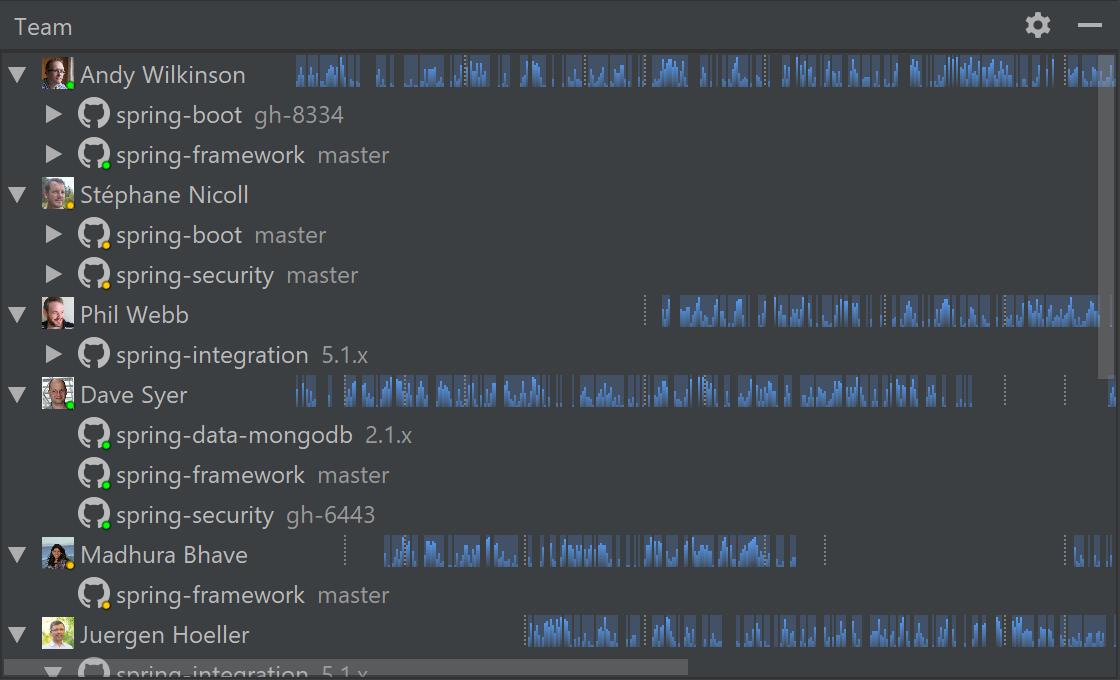 Team
Andy Wilkinson
spring-boot gh-8334
spring-framework master
Stéphane Nicoll
spring-boot master
spring-security master
Phil Webb
spring-integration 5.1.x
Dave Syer
spring-data-mongodb 2.1.x
spring-framework master
spring-security gh-6443
Madhura Bhave
spring-framework master
Juergen Hoeller
spring-integration 5.1.x